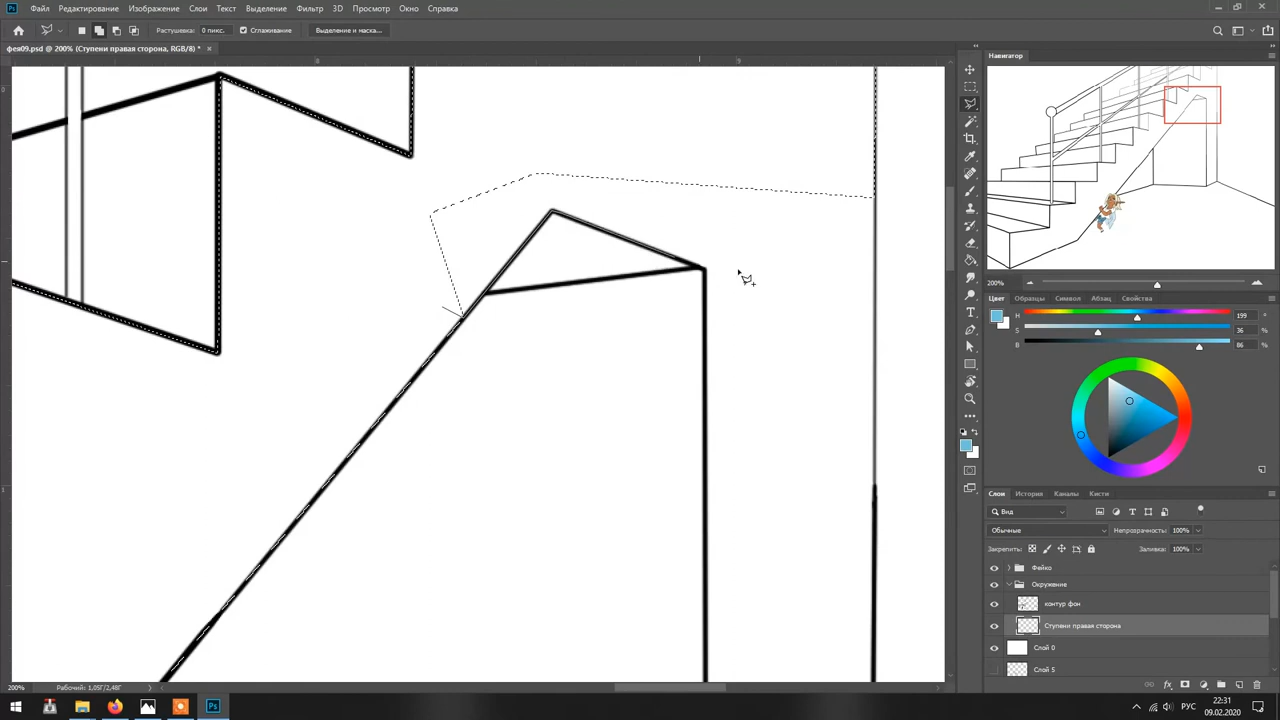 Файл Редактирование Изображение Слои Текст Выделение Фильтр 3D Просмотр Окно Справка
Растушевка: 0 пикс. Сглаживание Выделение и маска...
фея09.psd @ 200% (Ступени правая сторона, RGB/8) *
8 9
Навигатор
200%
Цвет Образцы Символ Абзац Свойства
H 199 °
S 36 %
B 86 %
Слои История Каналы Кисти
Вид
Обычные Непрозрачность: 100%
Закрепить: Заливка: 100%
Фейко
Окружение
контур фон
Ступени правая сторона
Слой 0
Слой 5
200% Рабочий: 1,05Г/2,48Г
РУС 22:31
09.02.2020